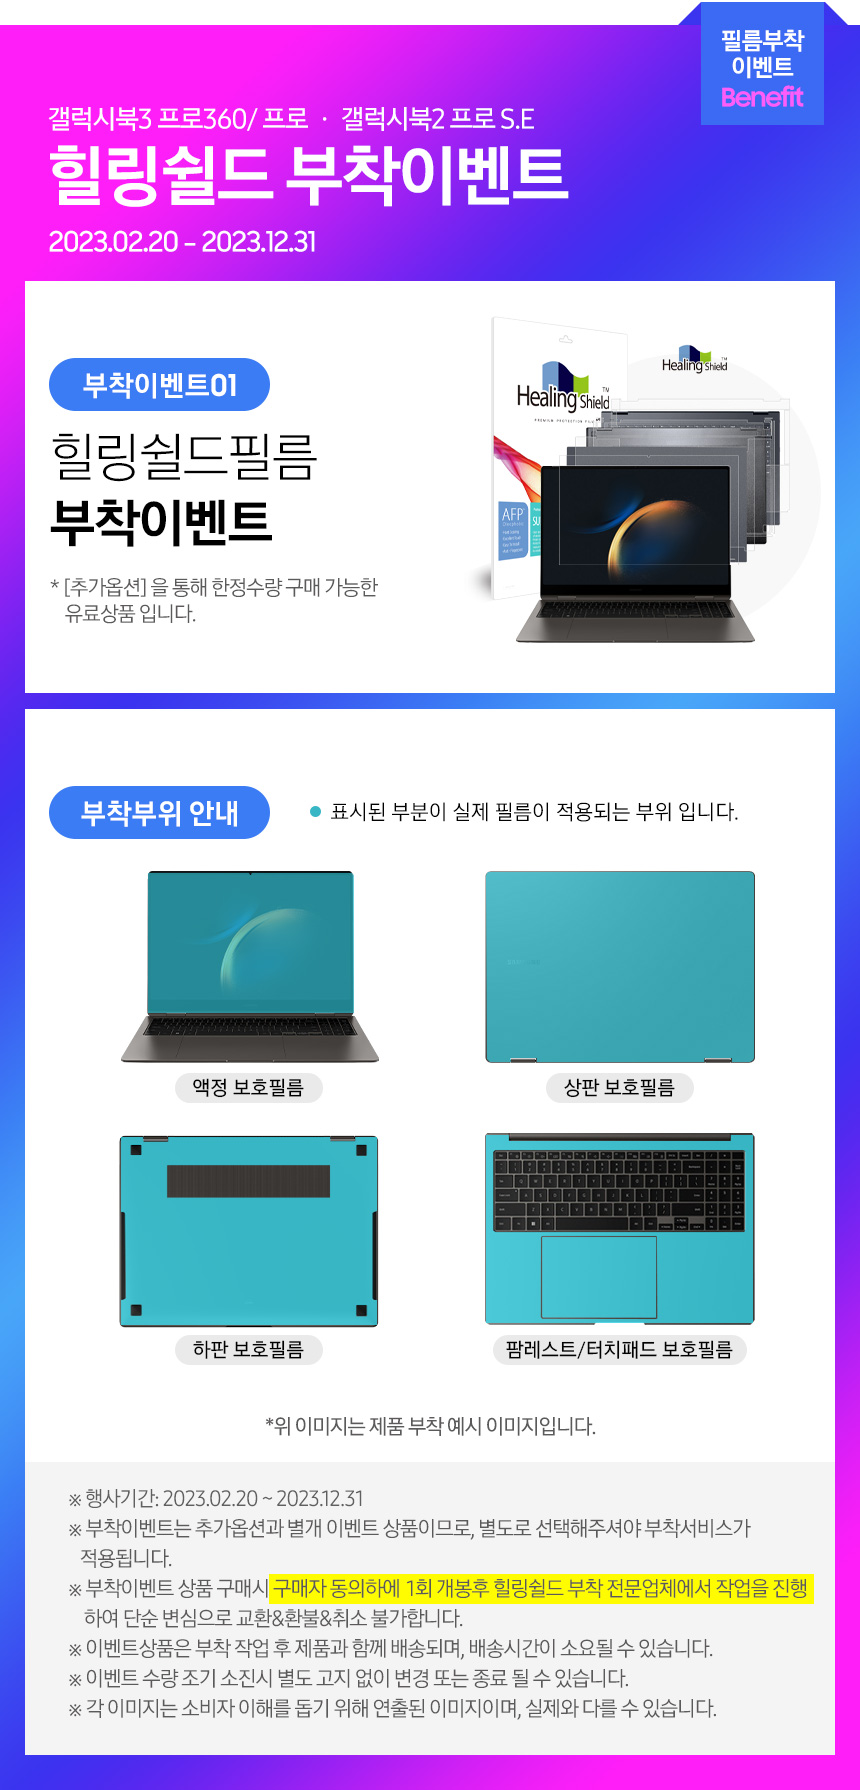 필름부착
이벤트
Benefit
갤럭시북3 프로360/ 프로 · 갤럭시북2 프로 S.E
힐링쉴드 부착이벤트
2023.02.20 - 2023.12.31
부착이벤트01
힐링쉴드필름
부착이벤트
* [추가옵션] 을 통해 한정수량 구매 가능한
유료상품 입니다.
Healing Shield TM
PREMIUM PROTECTION FILM
AFP
SU
Healing Shield TM
부착부위 안내
● 표시된 부분이 실제 필름이 적용되는 부위 입니다.
액정 보호필름
상판 보호필름
하판 보호필름
팜레스트/터치패드 보호필름
*위 이미지는 제품 부착 예시 이미지입니다.
※ 행사기간: 2023.02.20 ~ 2023.12.31
※ 부착이벤트는 추가옵션과 별개 이벤트 상품이므로, 별도로 선택해주셔야 부착서비스가
적용됩니다.
※ 부착이벤트 상품 구매시 구매자 동의하에 1회 개봉후 힐링쉴드 부착 전문업체에서 작업을 진행
하여 단순 변심으로 교환&환불&취소 불가합니다.
※ 이벤트상품은 부착 작업 후 제품과 함께 배송되며, 배송시간이 소요될 수 있습니다.
※ 이벤트 수량 조기 소진시 별도 고지 없이 변경 또는 종료 될 수 있습니다.
※ 각 이미지는 소비자 이해를 돕기 위해 연출된 이미지이며, 실제와 다를 수 있습니다.